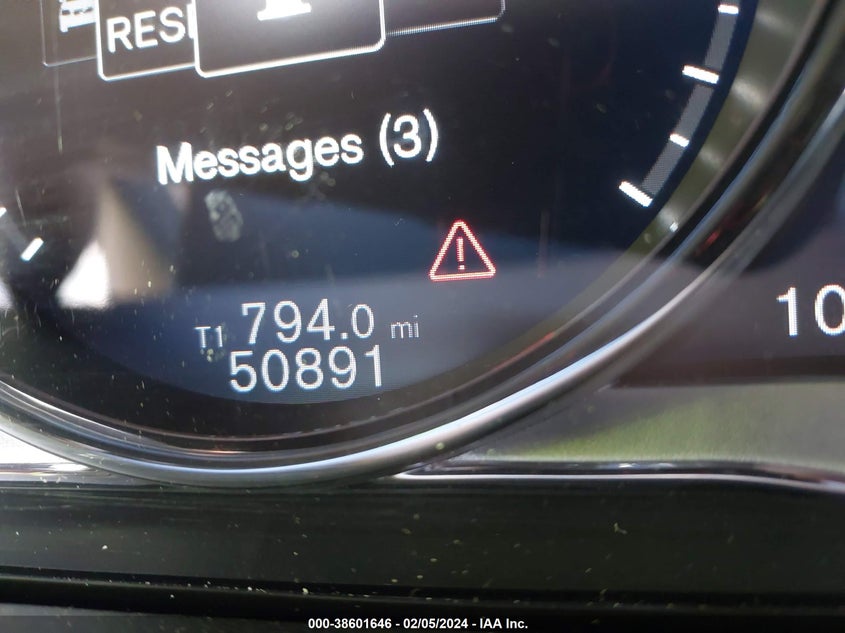 RES
Messages (3)
T1 794.0 mi
50891
10
000-38601646 - 02/05/2024 - IAA Inc.